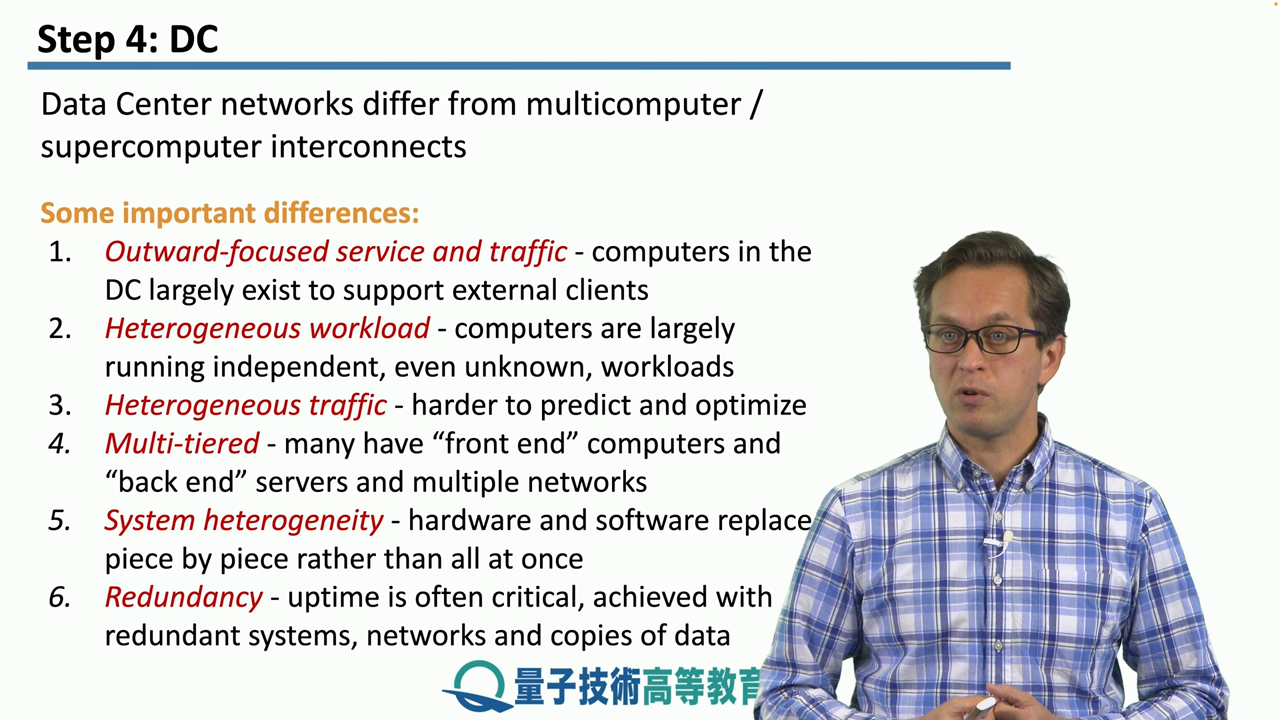 Step 4: DC
Data Center networks differ from multicomputer /
supercomputer interconnects
Some important differences:
1. Outward-focused service and traffic - computers in the
DC largely exist to support external clients
2. Heterogeneous workload - computers are largely
running independent, even unknown, workloads
3. Heterogeneous traffic - harder to predict and optimize
4. Multi-tiered - many have “front end” computers and
“back end” servers and multiple networks
5. System heterogeneity - hardware and software replace
piece by piece rather than all at once
6. Redundancy - uptime is often critical, achieved with
redundant systems, networks and copies of data
量子技術高等教育